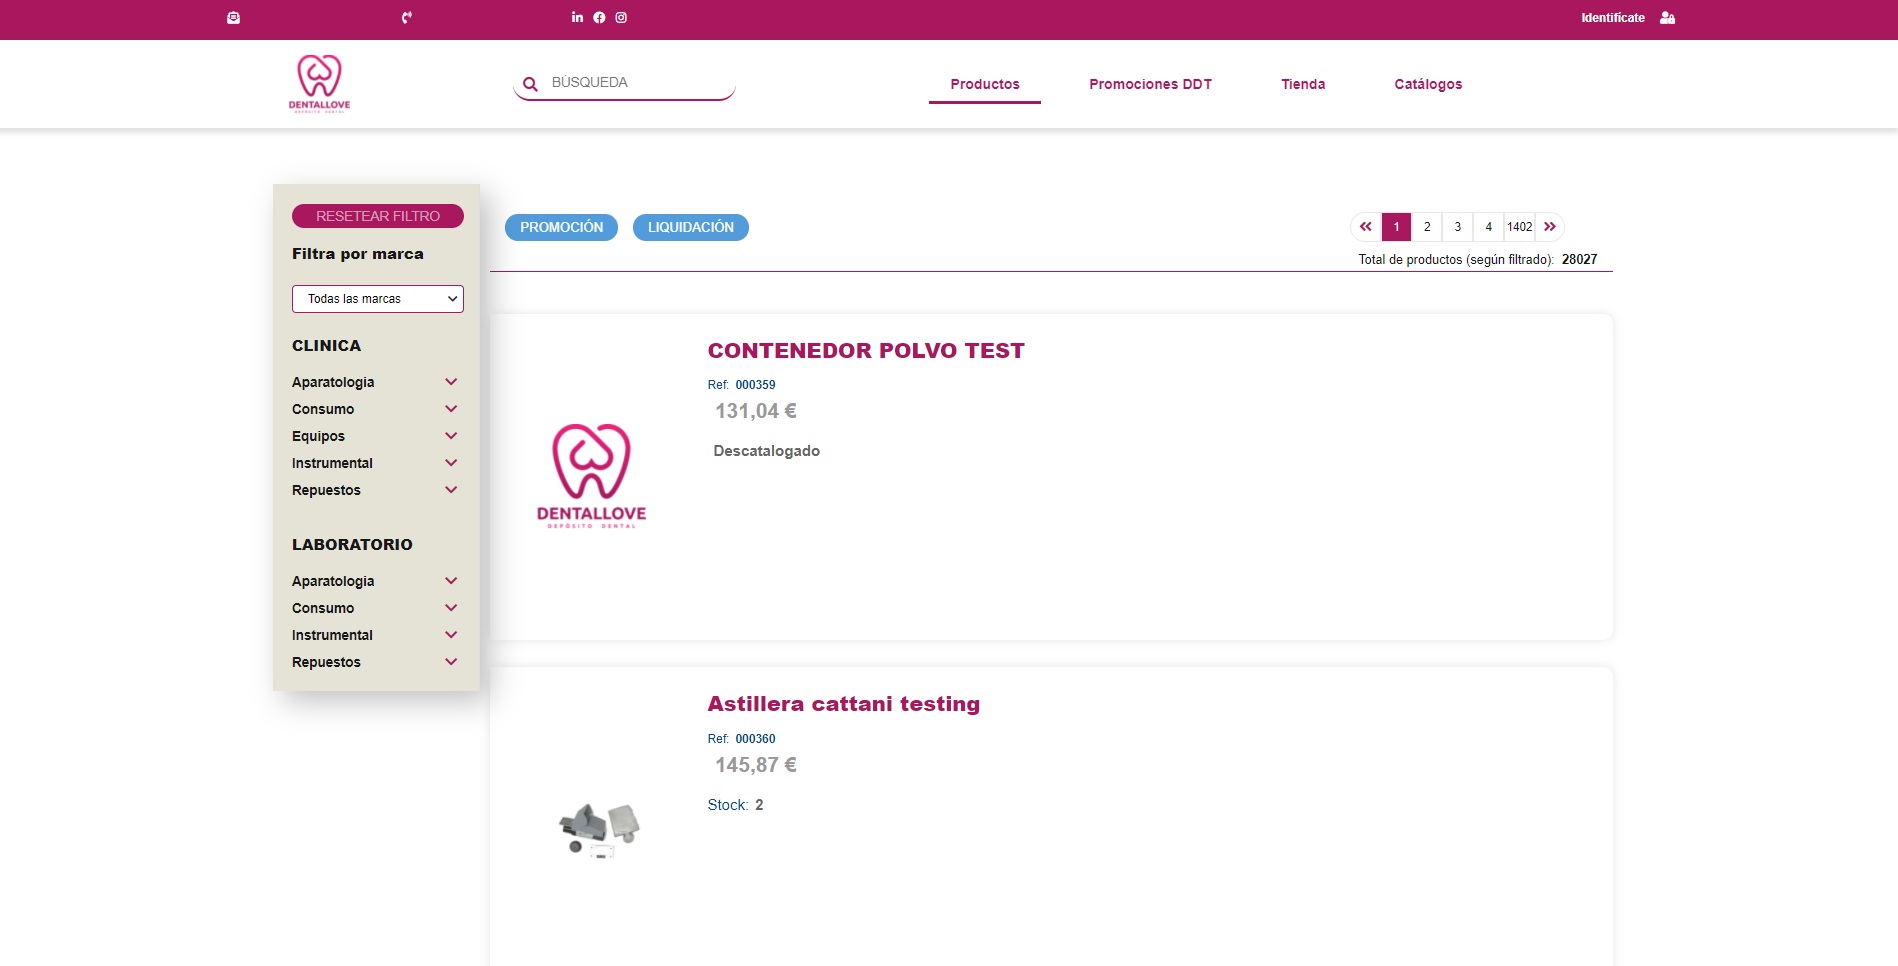 Identifícate
DENTALLOVE
DEPÓSITO DENTAL
BÚSQUEDA
Productos
Promociones DDT
Tienda
Catálogos
RESETEAR FILTRO
Filtra por marca
Todas las marcas
CLINICA
Aparatologia
Consumo
Equipos
Instrumental
Repuestos
LABORATORIO
Aparatologia
Consumo
Instrumental
Repuestos
PROMOCIÓN
LIQUIDACIÓN
« 1 2 3 4 1402 »
Total de productos (según filtrado): 28027
CONTENEDOR POLVO TEST
Ref: 000359
131,04 €
Descatalogado
DENTALLOVE
DEPÓSITO DENTAL
Astillera cattani testing
Ref: 000360
145,87 €
Stock: 2